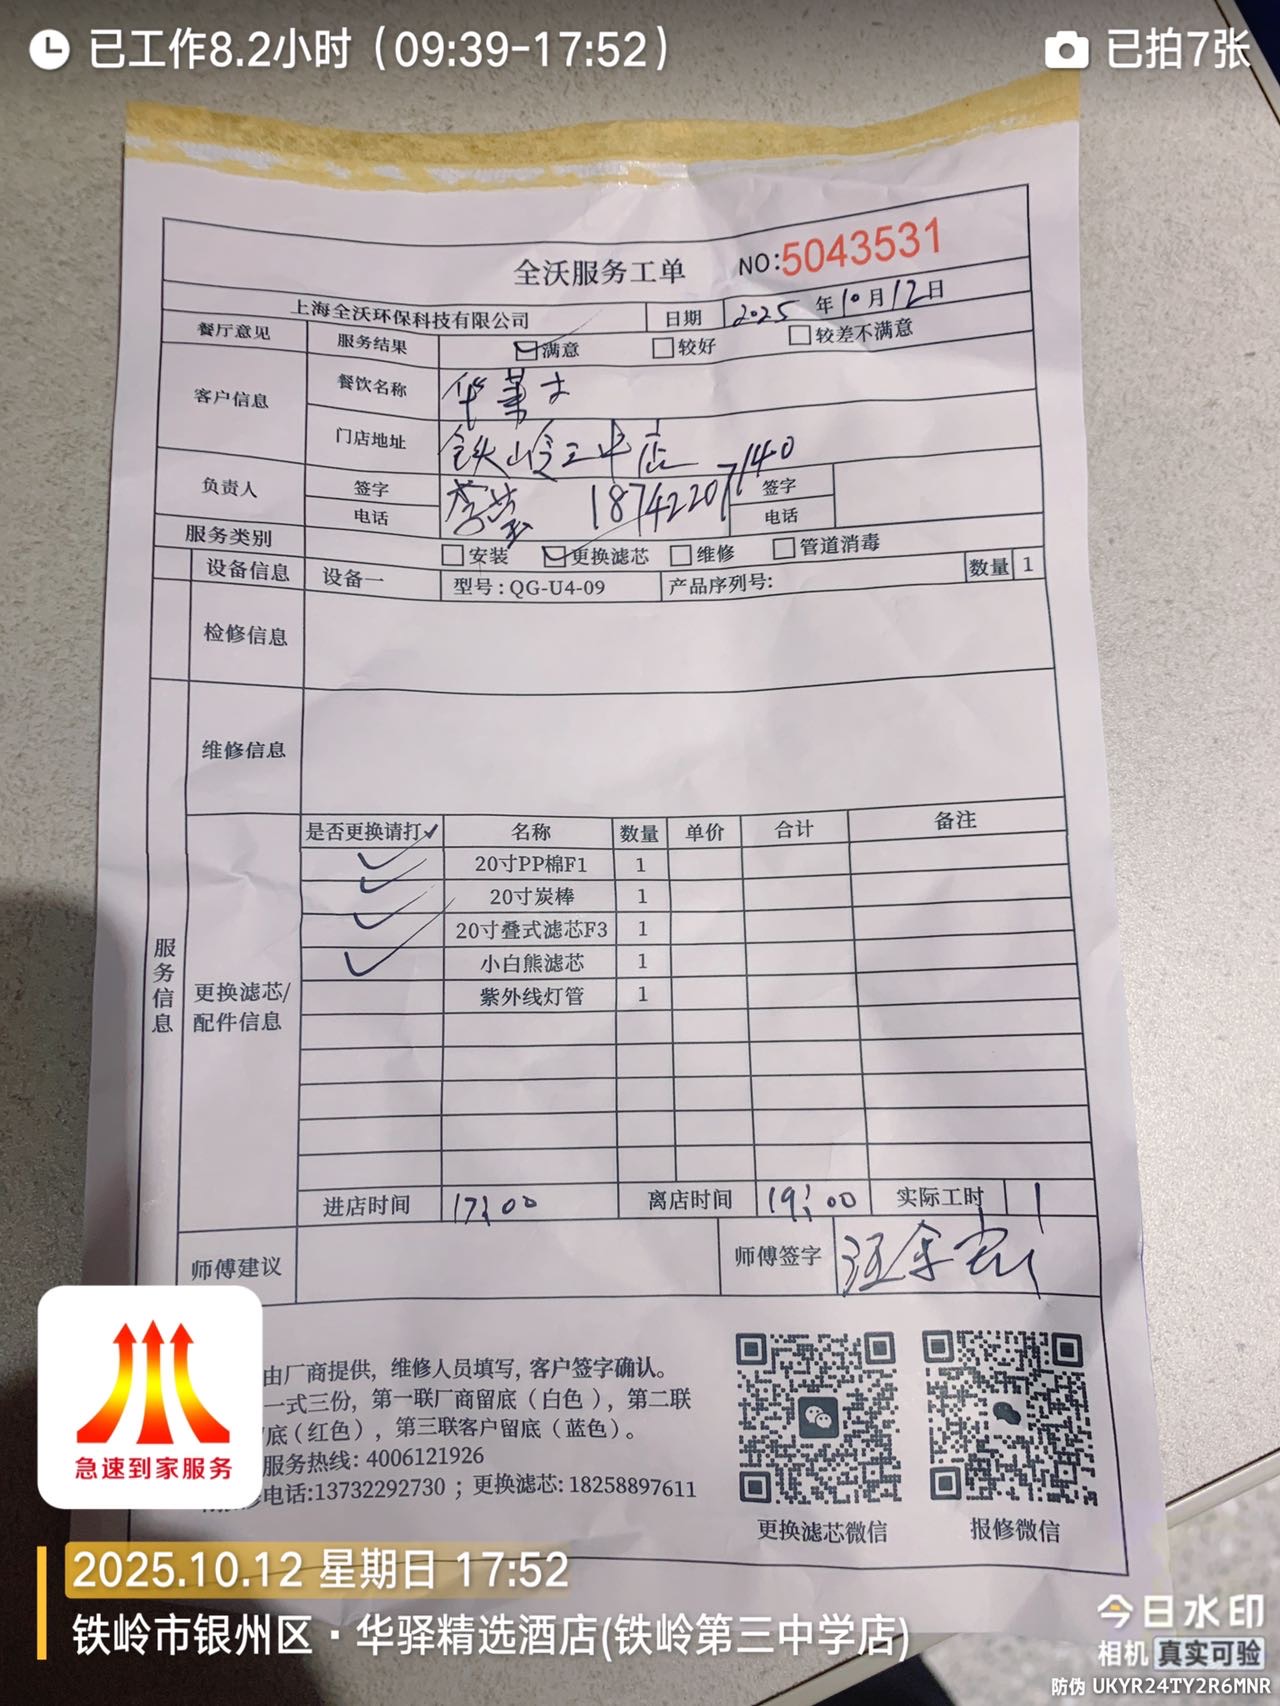 已工作8.2小时（09:39-17:52）
已拍7张
全沃服务工单 NO:5043531
上海全沃环保科技有限公司 日期 2025年10月12日
餐厅意见 服务结果 满意 较好 较差不满意
客户信息 餐饮名称 华莱士
门店地址 铁岭三中店
负责人 签字 签字
电话 18742207140 电话
服务类别 安装 更换滤芯 维修 管道消毒
设备信息 设备一 型号：QG-U4-09 产品序列号： 数量 1
检修信息
维修信息
服务信息
更换滤芯/配件信息
是否更换请打✓ 名称 数量 单价 合计 备注
✓ 20寸PP棉F1 1
✓ 20寸炭棒 1
✓ 20寸叠式滤芯F3 1
✓ 小白熊滤芯 1
紫外线灯管 1
进店时间 17:00 离店时间 19:00 实际工时 1
师傅建议 师傅签字
由厂商提供，维修人员填写，客户签字确认。
一式三份，第一联厂商留底（白色），第二联
底（红色），第三联客户留底（蓝色）。
服务热线：4006121926
电话:13732292730；更换滤芯：18258897611
更换滤芯微信 报修微信
急速到家服务
2025.10.12 星期日 17:52
铁岭市银州区·华驿精选酒店(铁岭第三中学店)
今日水印
相机 真实可验
防伪 UKYR24TY2R6MNR